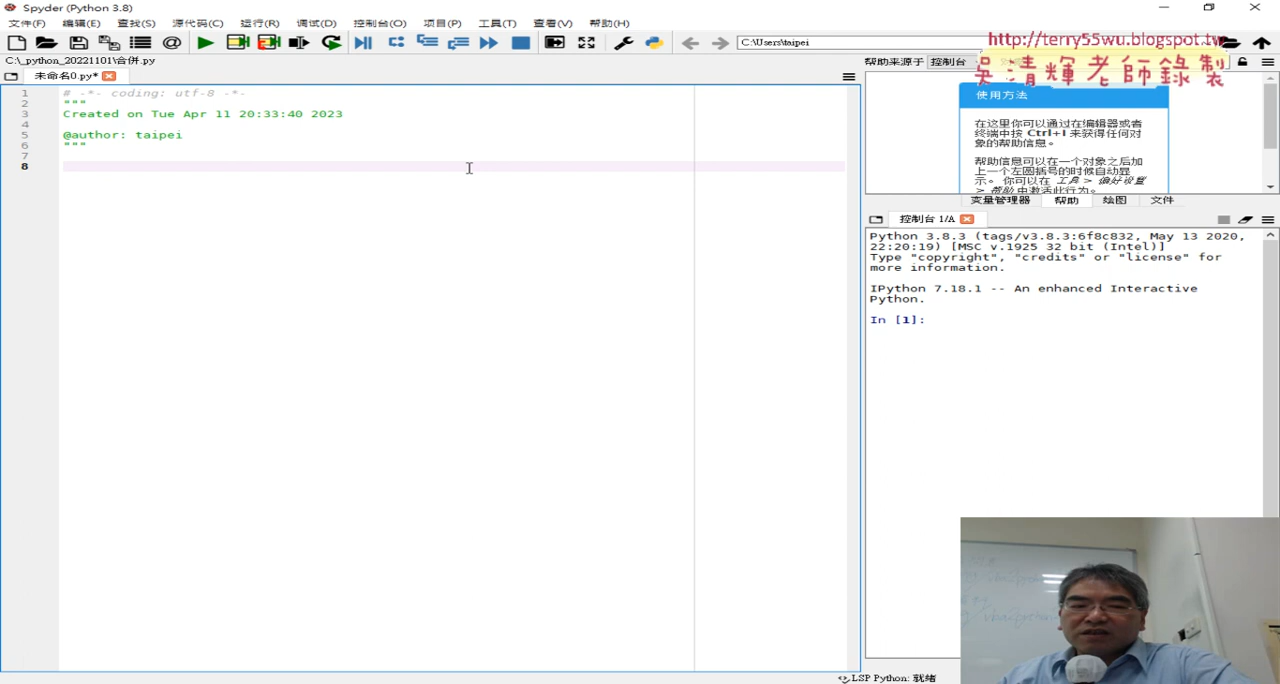 Spyder (Python 3.8)
文件(F) 编辑(E) 查找(S) 源代码(C) 运行(R) 调试(D) 控制台(O) 项目(P) 工具(T) 查看(V) 帮助(H)
C:\Users\taipei
http://terry55wu.blogspot.tw
吳清輝老師錄製
C:\_python_20221101\合併.py
未命名0.py*
帮助来源于 控制台
1 # -*- coding: utf-8 -*-
2 """
3 Created on Tue Apr 11 20:33:40 2023
4
5 @author: taipei
6 """
7
8
使用方法
在这里你可以通过在编辑器或者
终端中按 Ctrl+I 来获得任何对
象的帮助信息。
帮助信息可以在一个对象之后加
上一个左圆括号的时候自动显
示。 你可以在 工具 > 偏好设置
> 帮助 中激活此行为。
变量管理器 帮助 绘图 文件
控制台 1/A
Python 3.8.3 (tags/v3.8.3:6f8c832, May 13 2020,
22:20:19) [MSC v.1925 32 bit (Intel)]
Type "copyright", "credits" or "license" for
more information.
IPython 7.18.1 -- An enhanced Interactive
Python.
In [1]:
LSP Python: 就绪